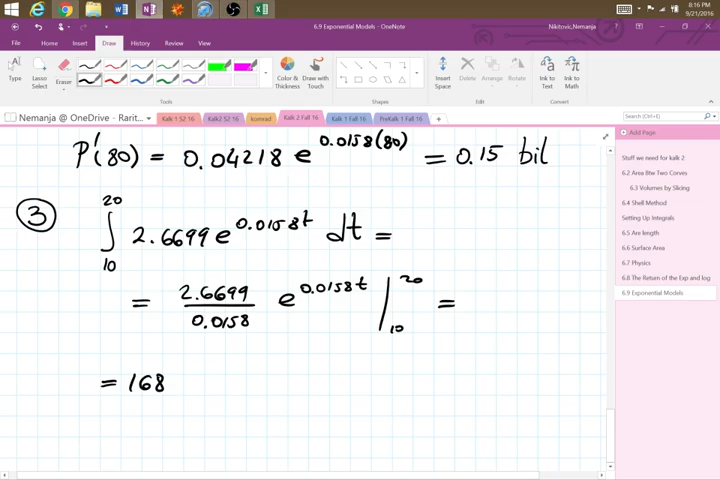 8:16 PM
9/21/2016
6.9 Exponential Models - OneNote
Nikitovic,Nemanja
File Home Insert Draw History Review View
Type
Lasso Select
Eraser
Color & Thickness
Draw with Touch
Insert Space
Delete
Arrange
Rotate
Ink to Text
Ink to Math
Tools
Shapes
Edit
Convert
Nemanja @ OneDrive - Rarit...
Kalk 1 S2 16
Kalk2 S2 16
komrad
Kalk 2 Fall 16
Kalk 1 Fall 16
PreKalk 1 Fall 16
+
Search (Ctrl+E)
Add Page
Stuff we need for kalk 2
6.2 Area Btw Two Curves
6.3 Volumes by Slicing
6.4 Shell Method
Setting Up Integrals
6.5 Arc length
6.6 Surface Area
6.7 Physics
6.8 The Return of the Exp and log
6.9 Exponential Models
P'(80) = 0.04218 e^0.0158(80) = 0.15 bil
③ ∫_10^20 2.6699 e^0.0158t dt =
= 2.6699/0.0158 e^0.0158t |_10^20 =
= 168